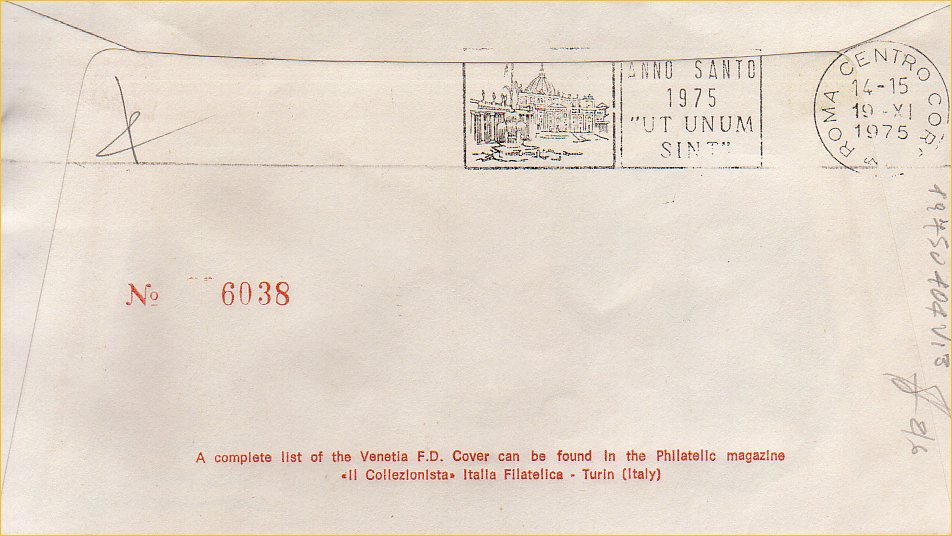 ANNO SANTO
1975
"UT UNUM
SINT"
ROMA CENTRO COR
14-15
19-XI
1975
№ 6038
A complete list of the Venetia F.D. Cover can be found in the Philatelic magazine
«Il Collezionista» Italia Filatelica - Turin (Italy)